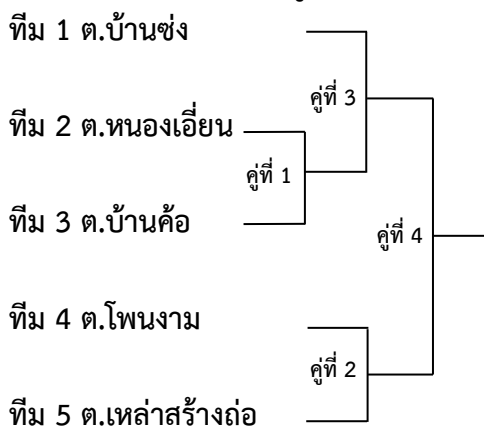 ทีม 1 ต.บ้านซ่ง
คู่ที่ 3
ทีม 2 ต.หนองเอี่ยน
คู่ที่ 1
ทีม 3 ต.บ้านค้อ
คู่ที่ 4
ทีม 4 ต.โพนงาม
คู่ที่ 2
ทีม 5 ต.เหล่าสร้างถ่อ